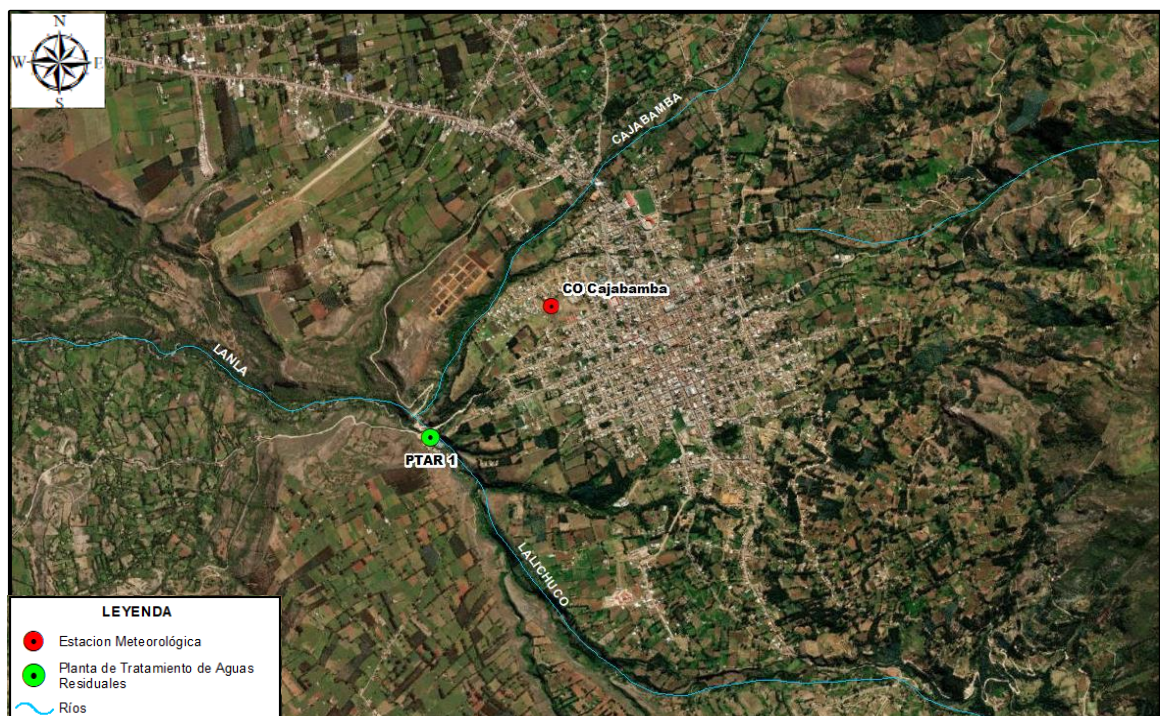 N
W E
S
CAJABAMBA
CO Cajabamba
LANLA
PTAR 1
LALICHUCO
LEYENDA
Estacion Meteorológica
Planta de Tratamiento de Aguas
Residuales
Ríos